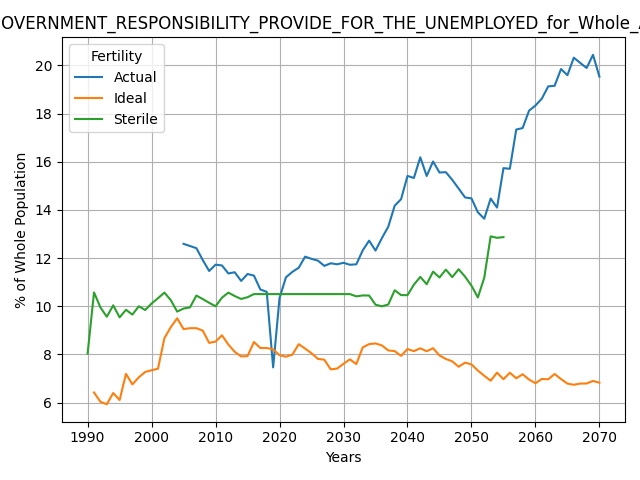 OVERNMENT_RESPONSIBILITY_PROVIDE_FOR_THE_UNEMPLOYED_for_Whole_
Fertility
Actual
Ideal
Sterile
% of Whole Population
20
18
16
14
12
10
8
6
1990 2000 2010 2020 2030 2040 2050 2060 2070
Years